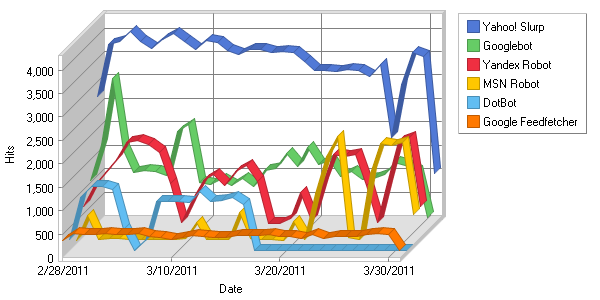 Yahoo! Slurp
Googlebot
Yandex Robot
MSN Robot
DotBot
Google Feedfetcher
4,000
3,500
3,000
2,500
2,000
1,500
1,000
500
0
Hits
2/28/2011
3/10/2011
3/20/2011
3/30/2011
Date